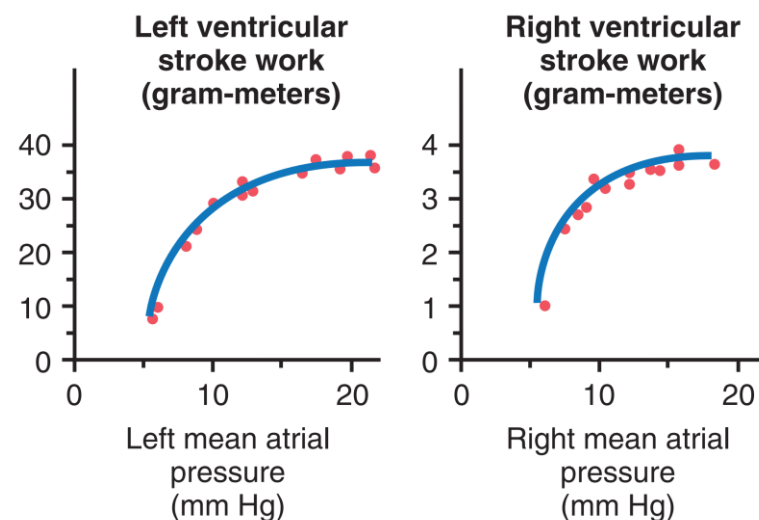 Left ventricular
stroke work
(gram-meters)
40
30
20
10
0
0 10 20
Left mean atrial
pressure
(mm Hg)
Right ventricular
stroke work
(gram-meters)
4
3
2
1
0
0 10 20
Right mean atrial
pressure
(mm Hg)